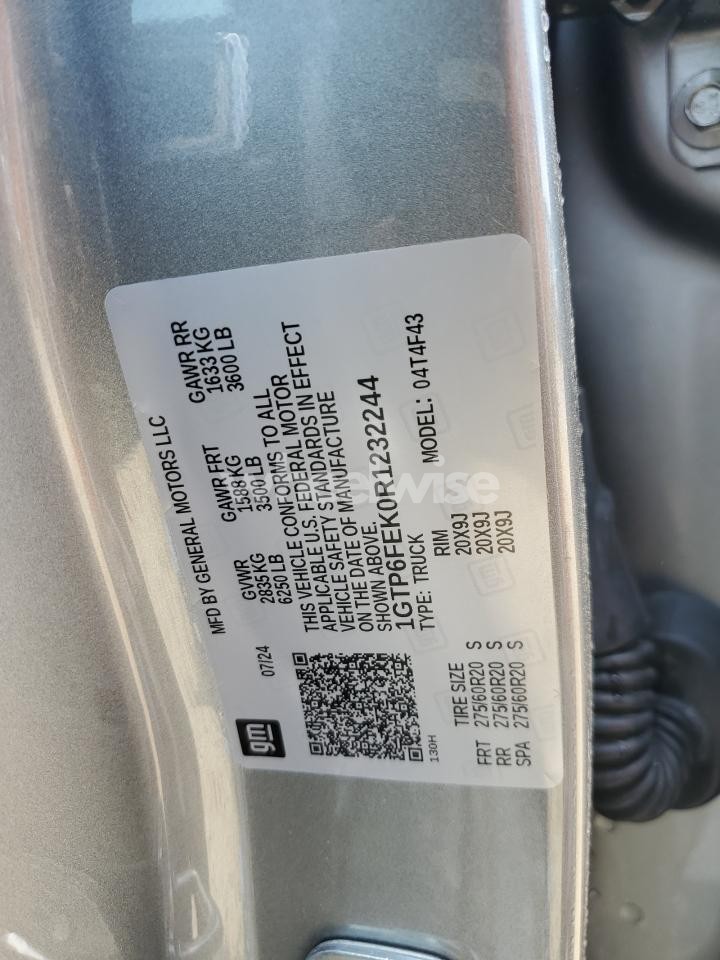 MFD BY GENERAL MOTORS LLC
07/24
GVWR GAWR FRT GAWR RR
2835 KG 1588 KG 1633 KG
6250 LB 3500 LB 3600 LB
THIS VEHICLE CONFORMS TO ALL
APPLICABLE U.S. FEDERAL MOTOR
VEHICLE SAFETY STANDARDS IN EFFECT
ON THE DATE OF MANUFACTURE
SHOWN ABOVE.
1GTP6FEK0R1232244
TYPE: TRUCK MODEL: 04T4F43
gm
130H
TIRE SIZE RIM
FRT 275/60R20 S 20X9J
RR 275/60R20 S 20X9J
SPA 275/60R20 S 20X9J